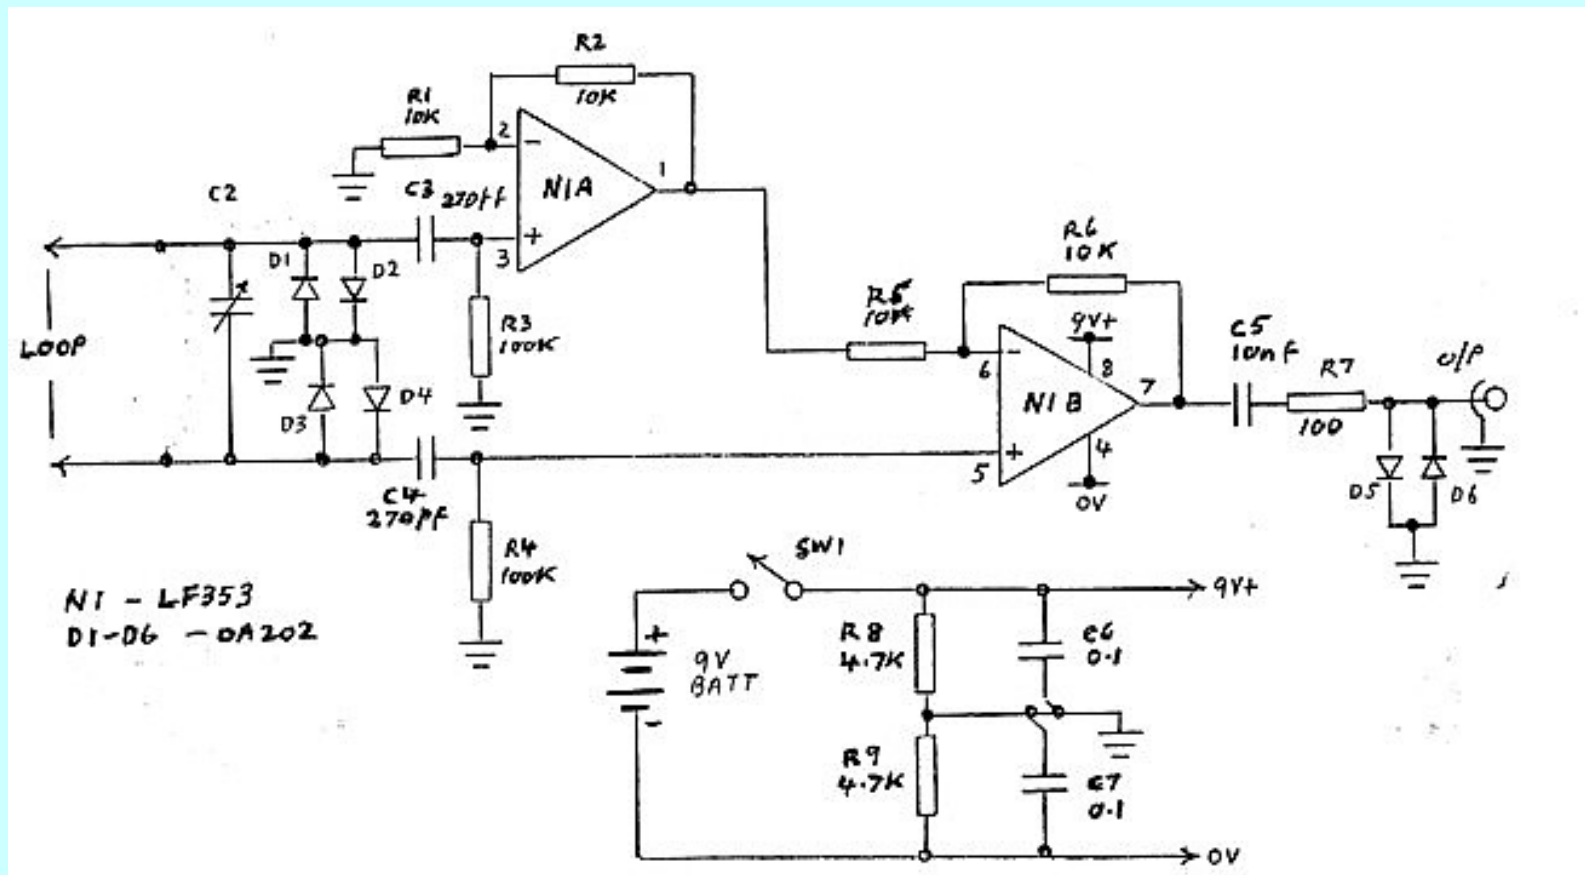 R2
10K
R1
10K
2
−
N1A
1
C2
C3
270pf
+
3
D1
D2
R3
100K
LOOP
D3
D4
R6
10K
R5
10K
9V+
−
6
8
N1B
7
C5
10nF
R7
100
O/P
4
+
5
0V
D5
D6
C4
270pf
R4
100K
SW1
N1 - LF353
D1-D6 - OA202
9V+
+
9V
BATT
-
R8
4.7K
C6
0.1
R9
4.7K
C7
0.1
0V